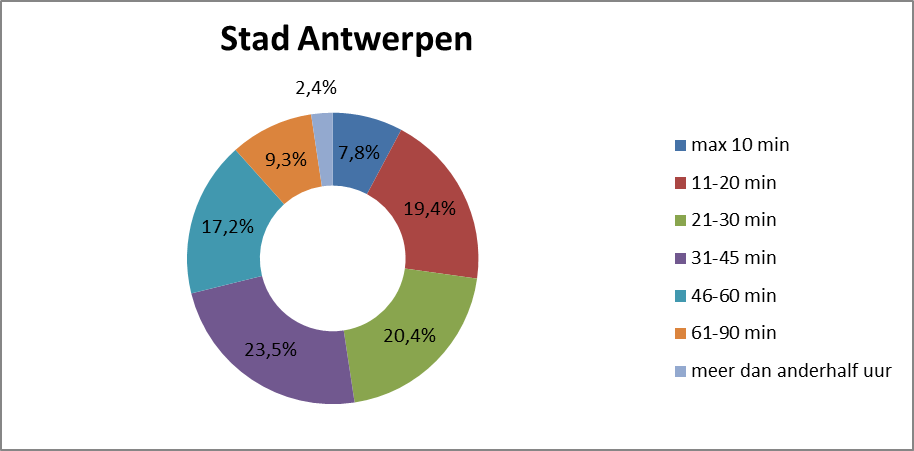 Stad Antwerpen
2,4%
7,8%
9,3%
19,4%
17,2%
20,4%
23,5%
max 10 min
11-20 min
21-30 min
31-45 min
46-60 min
61-90 min
meer dan anderhalf uur